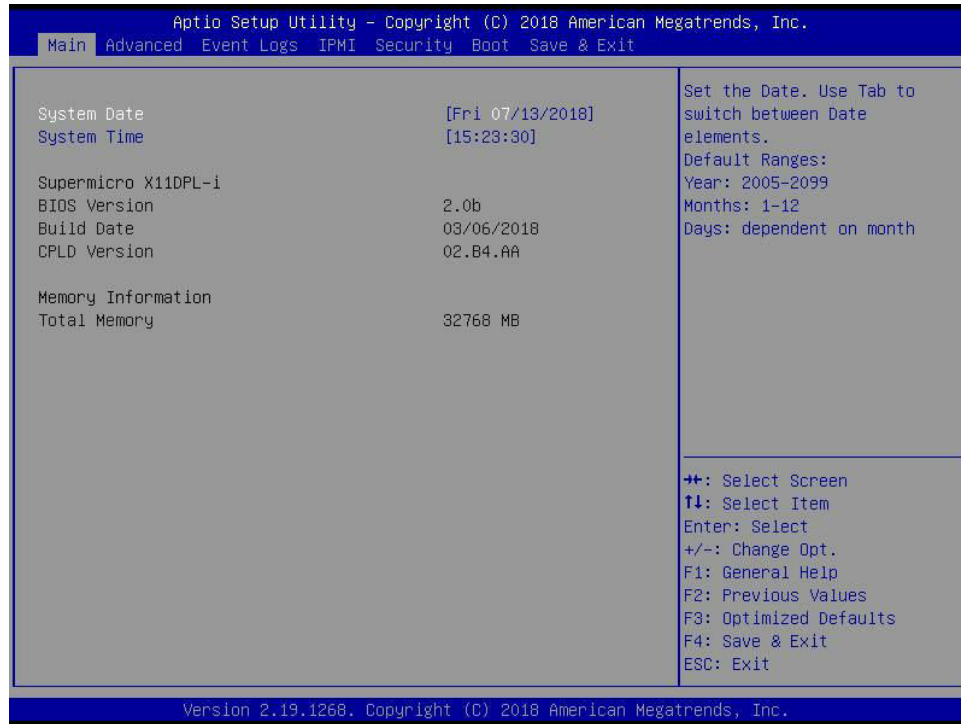 Aptio Setup Utility – Copyright (C) 2018 American Megatrends, Inc.
Main Advanced Event Logs IPMI Security Boot Save & Exit
System Date [Fri 07/13/2018]
System Time [15:23:30]
Supermicro X11DPL-i
BIOS Version 2.0b
Build Date 03/06/2018
CPLD Version 02.B4.AA
Memory Information
Total Memory 32768 MB
Set the Date. Use Tab to
switch between Date
elements.
Default Ranges:
Year: 2005-2099
Months: 1-12
Days: dependent on month
→←: Select Screen
↑↓: Select Item
Enter: Select
+/-: Change Opt.
F1: General Help
F2: Previous Values
F3: Optimized Defaults
F4: Save & Exit
ESC: Exit
Version 2.19.1268. Copyright (C) 2018 American Megatrends, Inc.